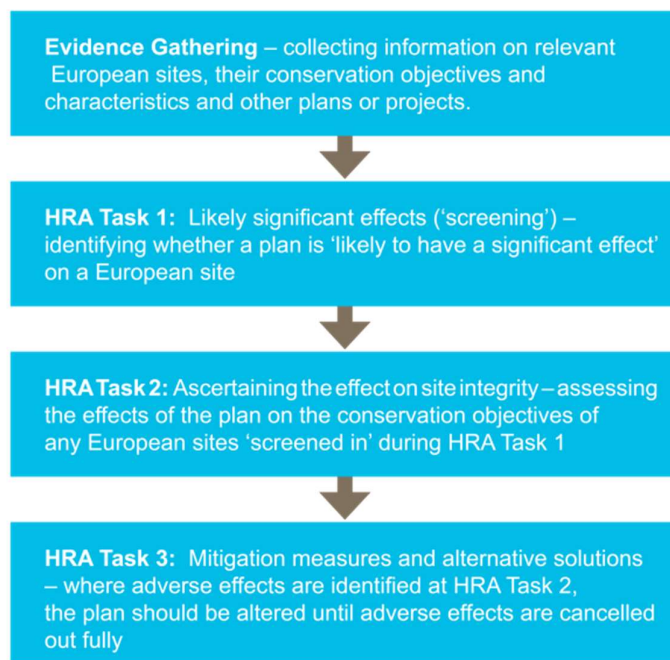 Evidence Gathering – collecting information on relevant
European sites, their conservation objectives and
characteristics and other plans or projects.
HRA Task 1: Likely significant effects (‘screening’) –
identifying whether a plan is ‘likely to have a significant effect’
on a European site
HRA Task 2: Ascertaining the effect on site integrity – assessing
the effects of the plan on the conservation objectives of
any European sites ‘screened in’ during HRA Task 1
HRA Task 3: Mitigation measures and alternative solutions
– where adverse effects are identified at HRA Task 2,
the plan should be altered until adverse effects are cancelled
out fully